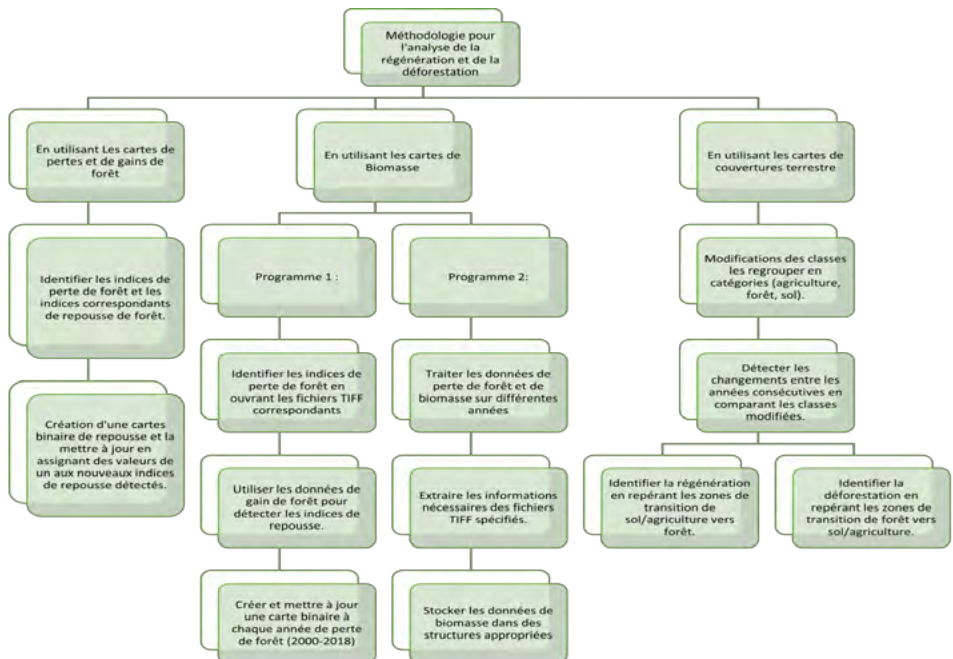 Méthodologie pour
l'analyse de la
régénération et de la
déforestation
En utilisant Les cartes de
pertes et de gains de
forêt
Identifier les indices de
perte de forêt et les
indices correspondants
de repousse de forêt.
Création d'une cartes
binaire de repousse et la
mettre à jour en
assignant des valeurs de
un aux nouveaux indices
de repousse détectés.
En utilisant les cartes de
Biomasse
Programme 1 :
Identifier les indices de
perte de forêt en
ouvrant les fichiers TIFF
correspondants
Utiliser les données de
gain de forêt pour
détecter les indices de
repousse.
Créer et mettre à jour
une carte binaire à
chaque année de perte
de forêt (2000-2018)
Programme 2:
Traiter les données de
perte de forêt et de
biomasse sur différentes
années
Extraire les informations
nécessaires des fichiers
TIFF spécifiés.
Stocker les données de
biomasse dans des
structures appropriées
En utilisant les cartes de
couvertures terrestre
Modifications des classes
les regrouper en
catégories (agriculture,
forêt, sol).
Détecter les
changements entre les
années consécutives en
comparant les classes
modifiées.
Identifier la régénération
en repérant les zones de
transition de
sol/agriculture vers
forêt.
Identifier la
déforestation en
repérant les zones de
transition de forêt vers
sol/agriculture.